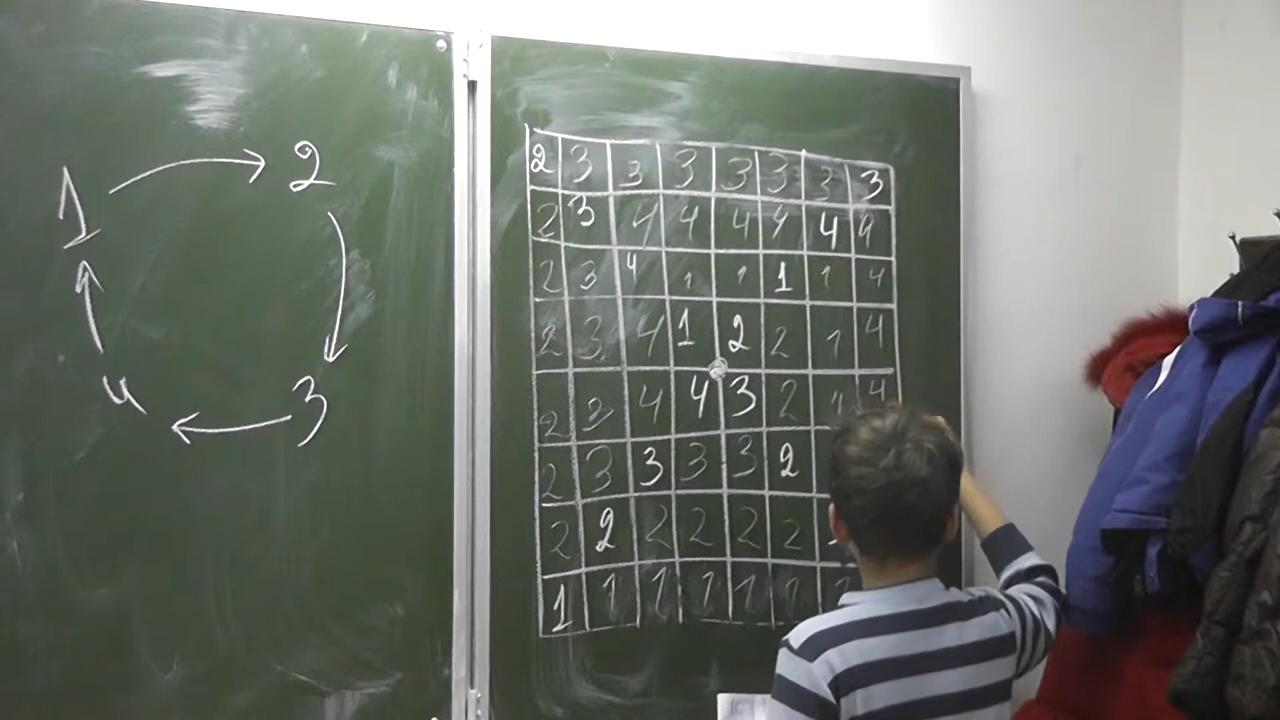 1 → 2
↑ ↓
4 ← 3
2 3 3 3 3 3 3 3
2 3 4 4 4 4 4 4
2 3 4 1 1 1 1 4
2 3 4 1 2 2 1 4
2 3 4 4 3 2 1 4
2 3 3 3 3 2
2 2 2 2 2 2
1 1 1 1 1 1 1